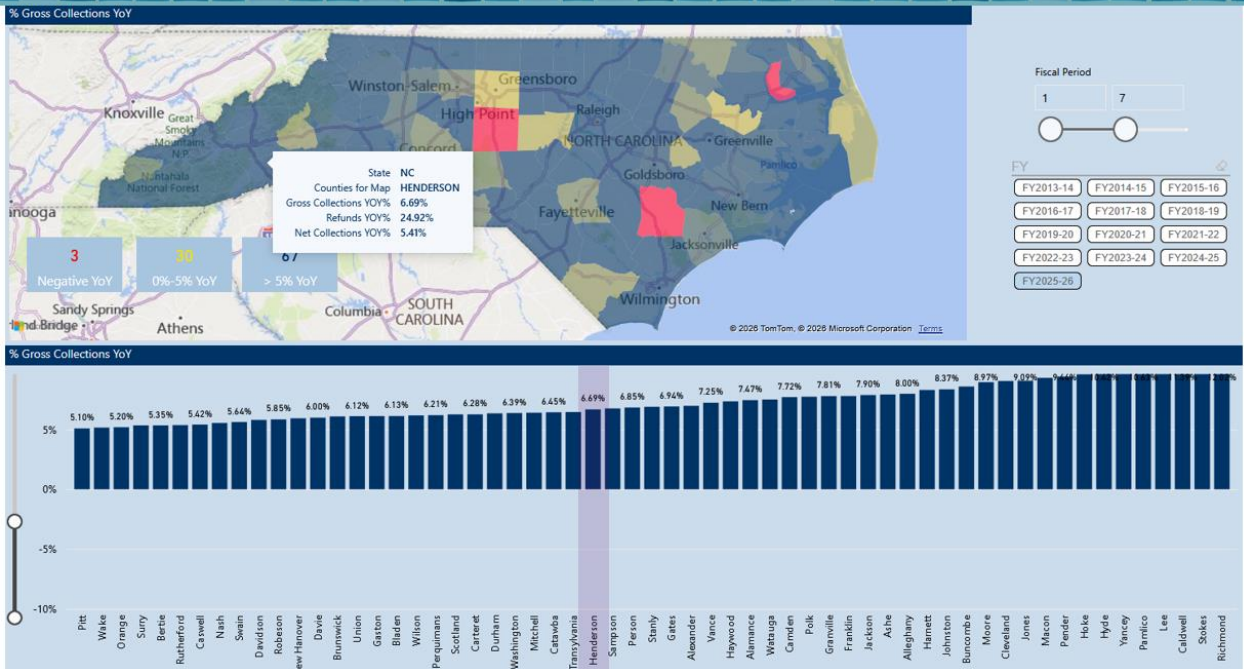 % Gross Collections YoY
Knoxville
Great
Smoky
Mountains
N.P.
Nantahala
National Forest
Winston-Salem
Greensboro
High Point
Raleigh
Concord
NORTH CAROLINA
Greenville
Pamlico
Goldsboro
New Bern
Fayetteville
Jacksonville
Wilmington
Columbia
SOUTH
CAROLINA
Sandy Springs
Athens
State NC
Counties for Map HENDERSON
Gross Collections YOY% 6.69%
Refunds YOY% 24.92%
Net Collections YOY% 5.41%
3
Negative YoY
30
0%-5% YoY
67
> 5% YoY
© 2026 TomTom, © 2026 Microsoft Corporation Terms
Fiscal Period
1 7
FY
FY2013-14 FY2014-15 FY2015-16
FY2016-17 FY2017-18 FY2018-19
FY2019-20 FY2020-21 FY2021-22
FY2022-23 FY2023-24 FY2024-25
FY2025-26
% Gross Collections YoY
5.10% 5.20% 5.35% 5.42% 5.64% 5.85% 6.00% 6.12% 6.13% 6.21% 6.28% 6.39% 6.45% 6.69% 6.85% 6.94% 7.25% 7.47% 7.72% 7.81% 7.90% 8.00% 8.37% 8.97% 9.09%
5%
0%
-5%
-10%
Pitt
Wake
Orange
Surry
Bertie
Rutherford
Caswell
Nash
Swain
Davidson
Robeson
ew Hanover
Davie
Brunswick
Union
Gaston
Bladen
Wilson
Perquimans
Scotland
Carteret
Durham
Washington
Mitchell
Catawba
Transylvania
Henderson
Sampson
Person
Stanly
Gates
Alexander
Vance
Haywood
Alamance
Watauga
Camden
Polk
Granville
Franklin
Jackson
Ashe
Alleghany
Harnett
Johnston
Buncombe
Moore
Cleveland
Jones
Macon
Pender
Hoke
Hyde
Yancey
Pamlico
Lee
Caldwell
Stokes
Richmond